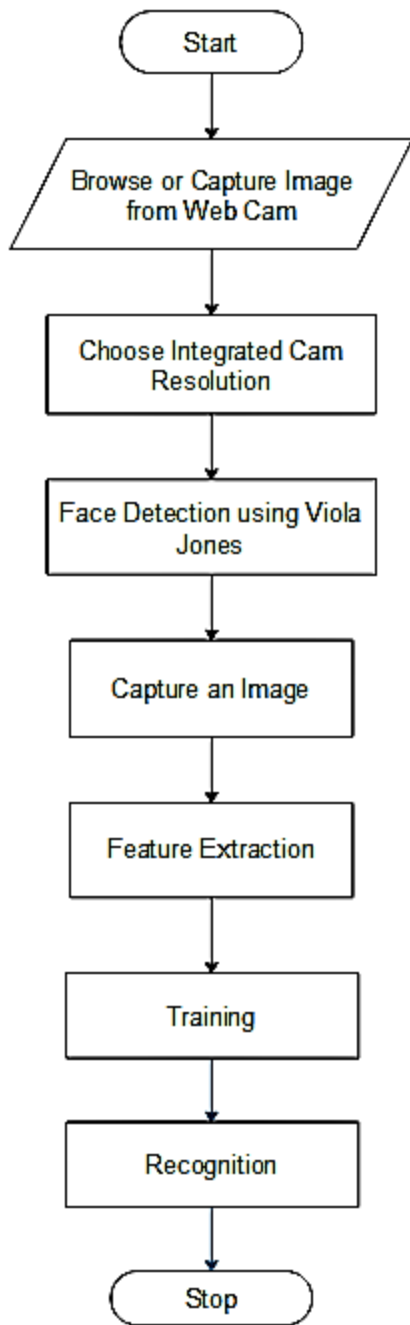 Start
Browse or Capture Image
from Web Cam
Choose Integrated Cam
Resolution
Face Detection using Viola
Jones
Capture an Image
Feature Extraction
Training
Recognition
Stop